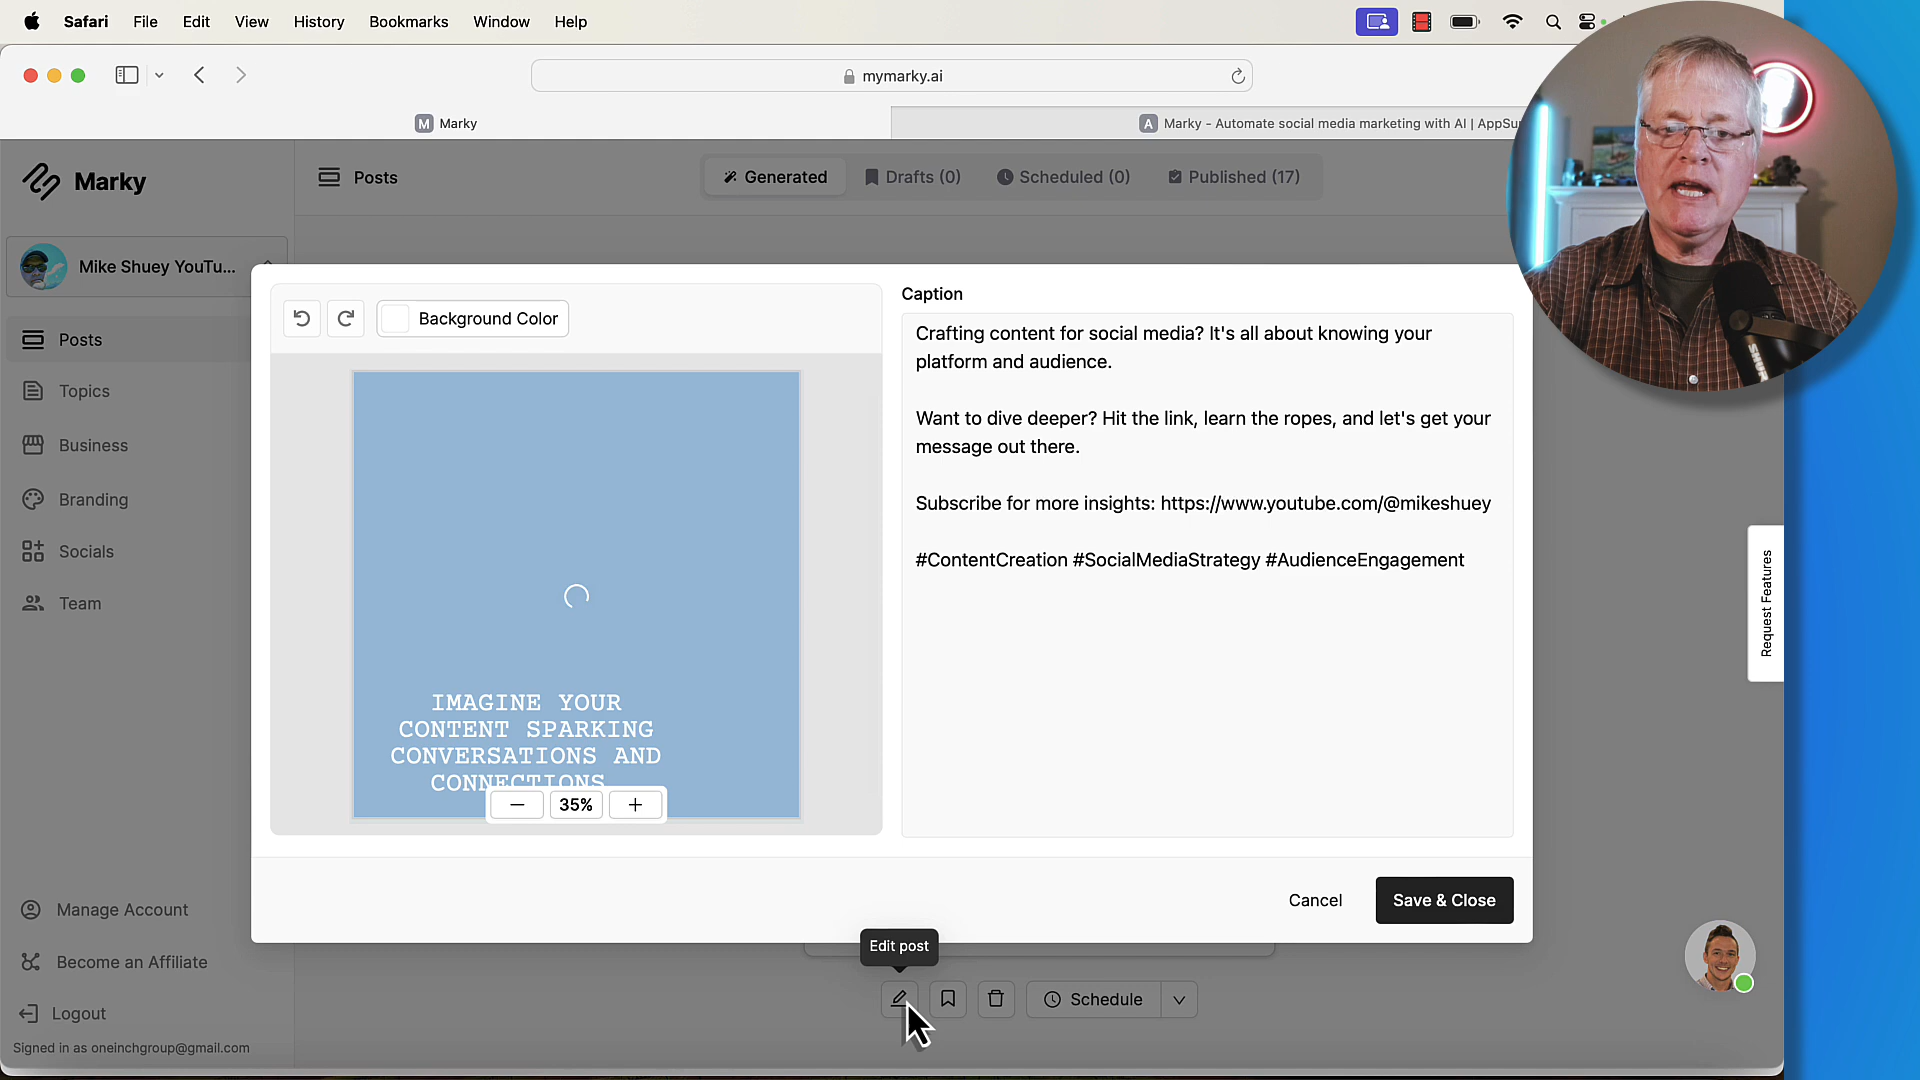 Safari File Edit View History Bookmarks Window Help
mymarky.ai
M Marky
A Marky - Automate social media marketing with AI | AppSu
Marky
Posts
Generated
Drafts (0)
Scheduled (0)
Published (17)
Mike Shuey YouTu...
Posts
Topics
Business
Branding
Socials
Team
Manage Account
Become an Affiliate
Logout
Signed in as oneinchgroup@gmail.com
Background Color
IMAGINE YOUR
CONTENT SPARKING
CONVERSATIONS AND
CONNECTIONS
35%
Caption
Crafting content for social media? It's all about knowing your
platform and audience.
Want to dive deeper? Hit the link, learn the ropes, and let's get your
message out there.
Subscribe for more insights: https://www.youtube.com/@mikeshuey
#ContentCreation #SocialMediaStrategy #AudienceEngagement
Cancel
Save & Close
Edit post
Schedule
Request Features